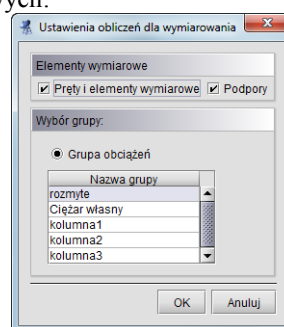 Ustawienia obliczeń dla wymiarowania
Elementy wymiarowe
Pręty i elementy wymiarowe Podpory
Wybór grupy:
Grupa obciążeń
Nazwa grupy
rozmyte
Ciężar własny
kolumna1
kolumna2
kolumna3
OK Anuluj